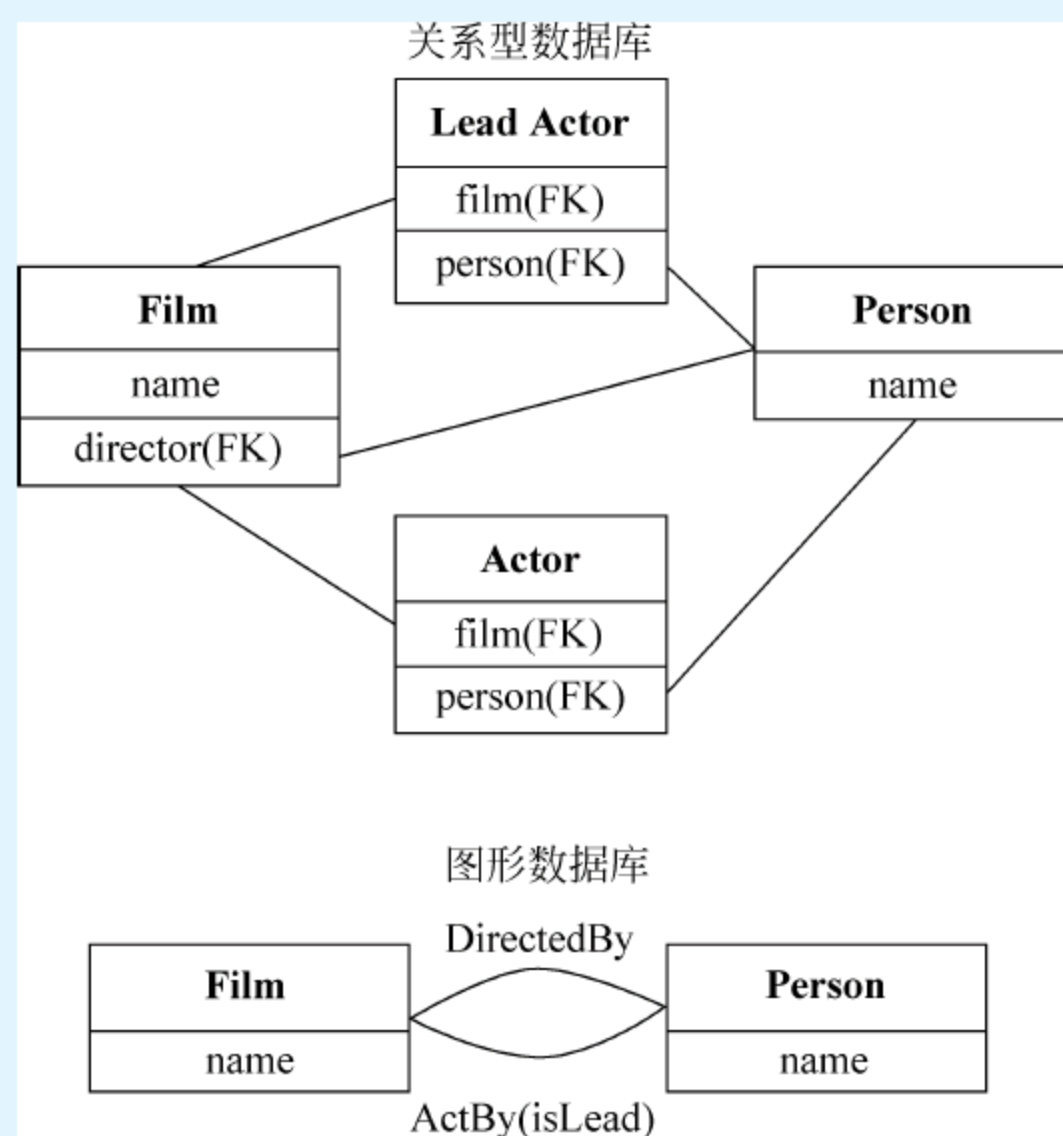 关系型数据库
Lead Actor
film(FK)
person(FK)
Film
name
director(FK)
Person
name
Actor
film(FK)
person(FK)
图形数据库
DirectedBy
Film
name
Person
name
ActBy(isLead)